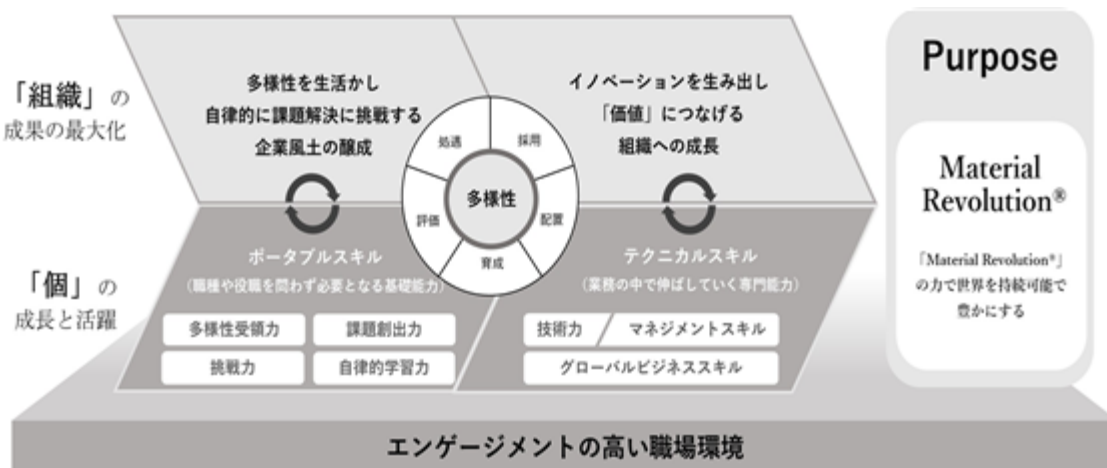 「組織」の
成果の最大化
多様性を生活かし
自律的に課題解決に挑戦する
企業風土の醸成
イノベーションを生み出し
「価値」につなげる
組織への成長
処遇
採用
評価
多様性
配置
育成
「個」の
成長と活躍
ポータブルスキル
(職種や役職を問わず必要となる基礎能力)
多様性受領力
課題創出力
挑戦力
自律的学習力
テクニカルスキル
(業務の中で伸ばしていく専門能力)
技術力
マネジメントスキル
グローバルビジネススキル
Purpose
Material
Revolution®
「Material Revolution®」
の力で世界を持続可能で
豊かにする
エンゲージメントの高い職場環境